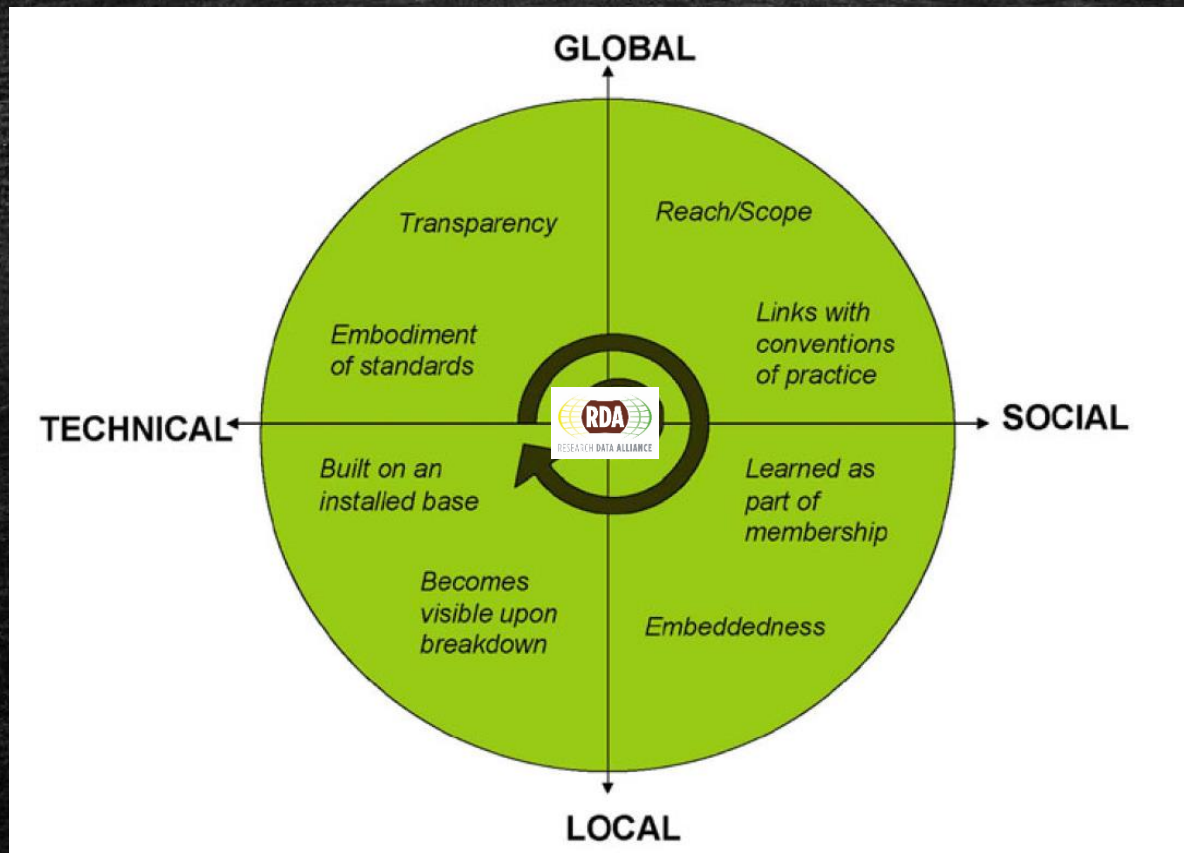 GLOBAL
Transparency
Reach/Scope
Embodiment
of standards
Links with
conventions
of practice
TECHNICAL
RDA
RESEARCH DATA ALLIANCE
SOCIAL
Built on an
installed base
Learned as
part of
membership
Becomes
visible upon
breakdown
Embeddedness
LOCAL